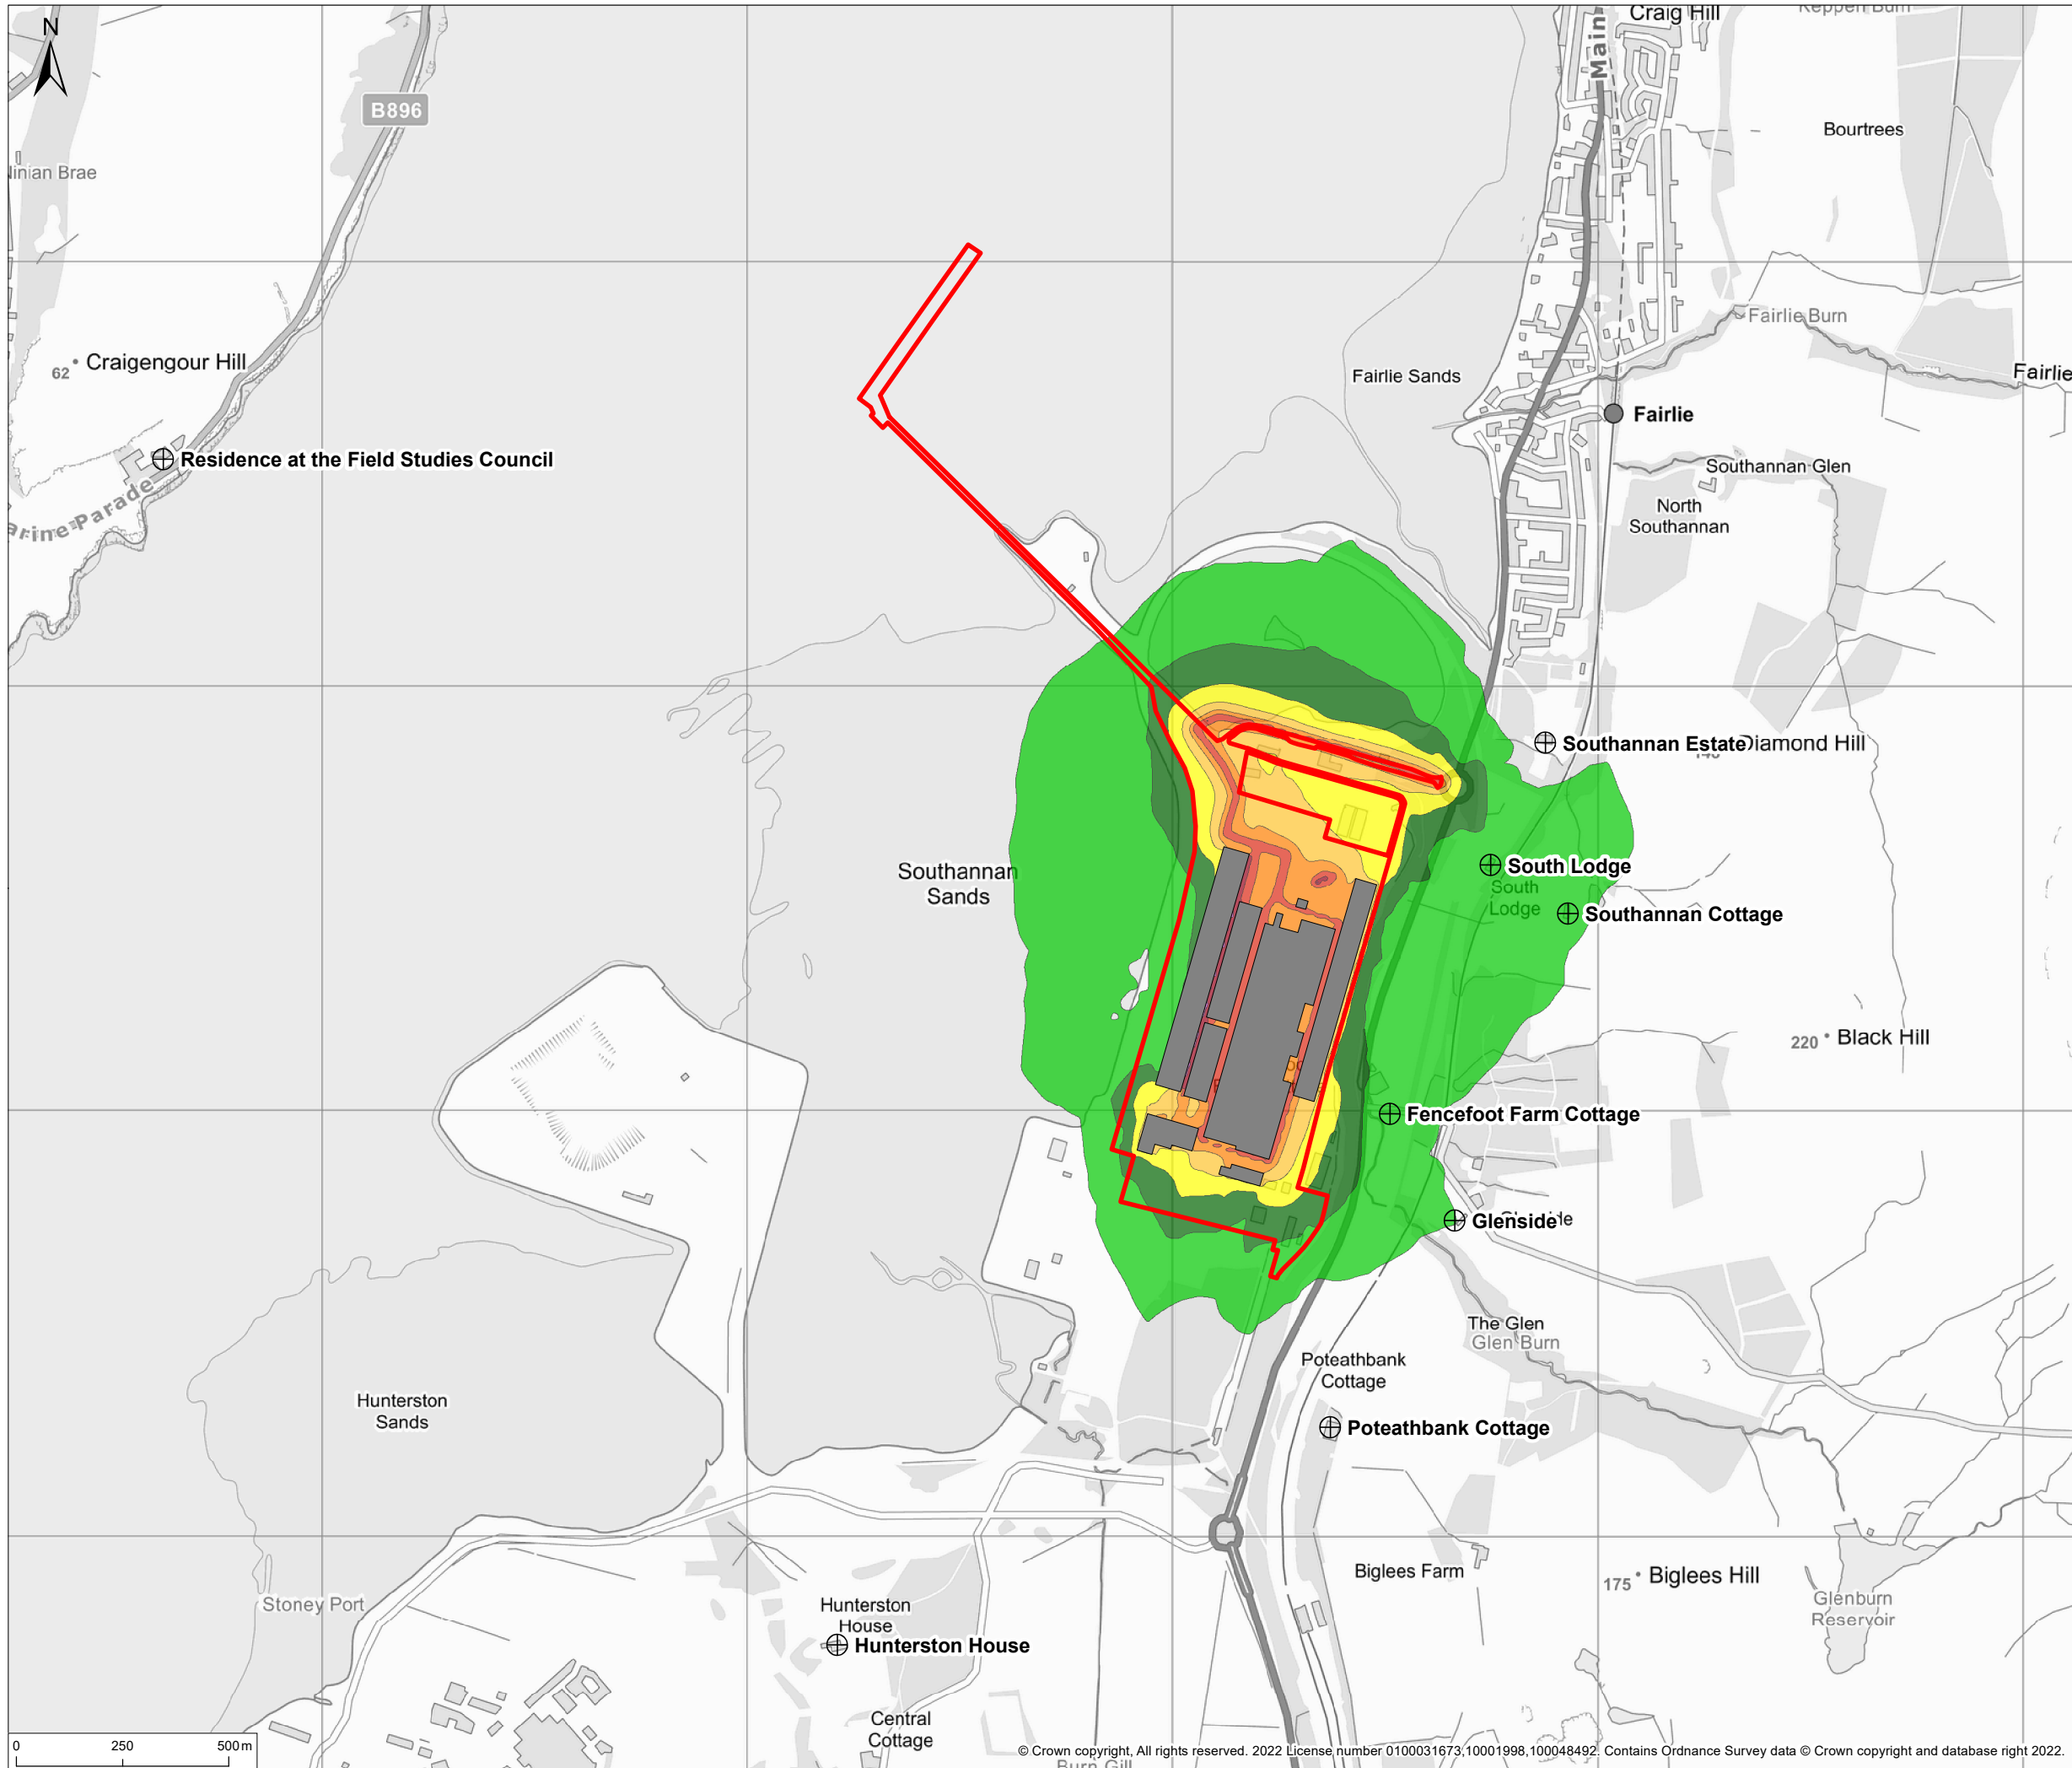 N
Craig Hill
Keppen Burn
Main
B896
Bourtrees
Ninian Brae
Fairlie Burn
62
Craigengour Hill
Fairlie Sands
Fairlie
Fairlie
Residence at the Field Studies Council
Southannan Glen
arine Parade
North
Southannan
Southannan Estate
Diamond Hill
Southannan
Sands
South Lodge
South
Lodge
Southannan Cottage
220
Black Hill
Fencefoot Farm Cottage
Glenside
The Glen
Glen Burn
Poteathbank
Cottage
Hunterston
Sands
Poteathbank Cottage
Biglees Farm
175
Biglees Hill
Stoney Port
Glenburn
Reservoir
Hunterston
House
Hunterston House
Central
Cottage
0 250 500 m
© Crown copyright, All rights reserved. 2022 License number 0100031673,10001998,100048492. Contains Ordnance Survey data © Crown copyright and database right 2022.
Burn Gill